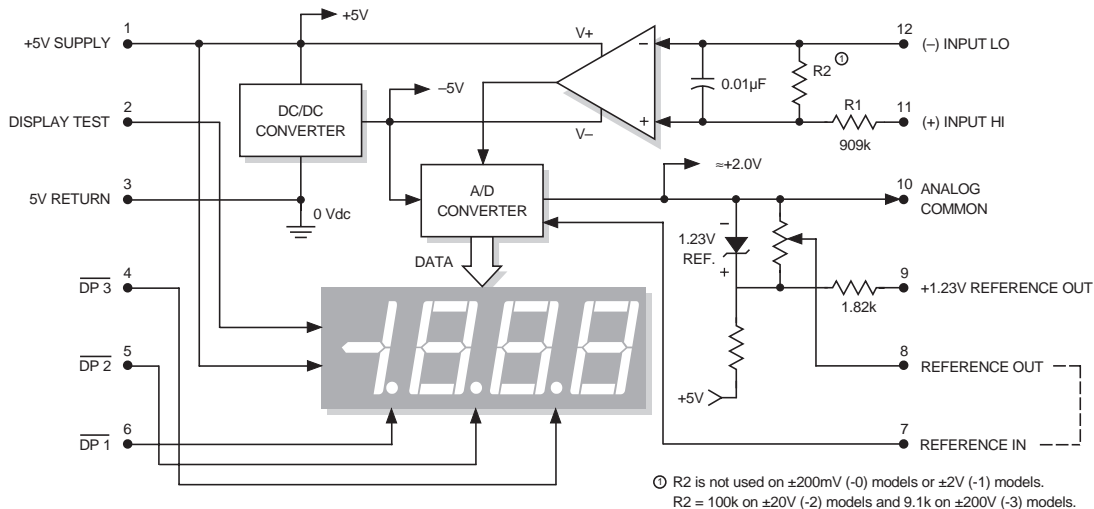 +5V
1
+5V SUPPLY
V+
12
(–) INPUT LO
–
R2 ①
0.01µF
–5V
DC/DC
CONVERTER
2
DISPLAY TEST
R1
11
(+) INPUT HI
+
V–
909k
≈+2.0V
3
5V RETURN
0 Vdc
A/D
CONVERTER
10
ANALOG
COMMON
–
1.23V
REF.
+
DATA
4
DP 3
9
+1.23V REFERENCE OUT
1.82k
-1.8.8.8
5
DP 2
8
REFERENCE OUT
+5V
6
DP 1
7
REFERENCE IN
① R2 is not used on ±200mV (-0) models or ±2V (-1) models.
R2 = 100k on ±20V (-2) models and 9.1k on ±200V (-3) models.